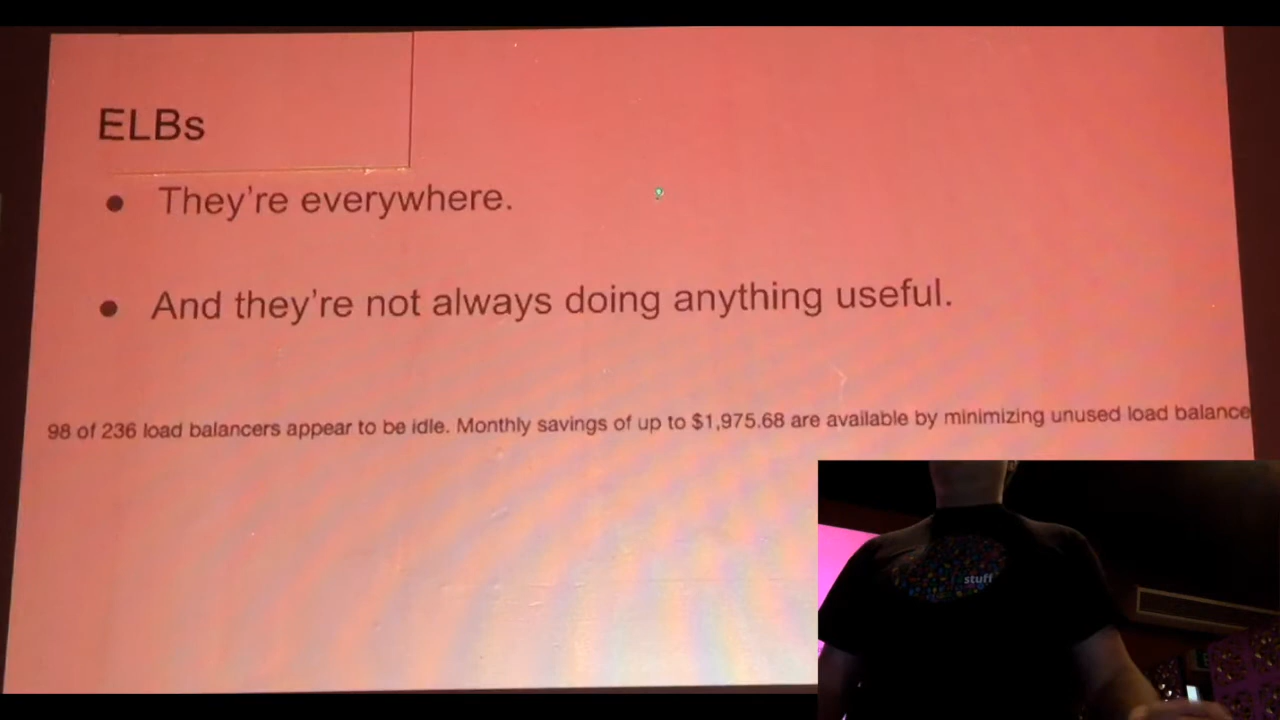 ELBs
● They're everywhere.
● And they're not always doing anything useful.
98 of 236 load balancers appear to be idle. Monthly savings of up to $1,975.68 are available by minimizing unused load balance
stuff